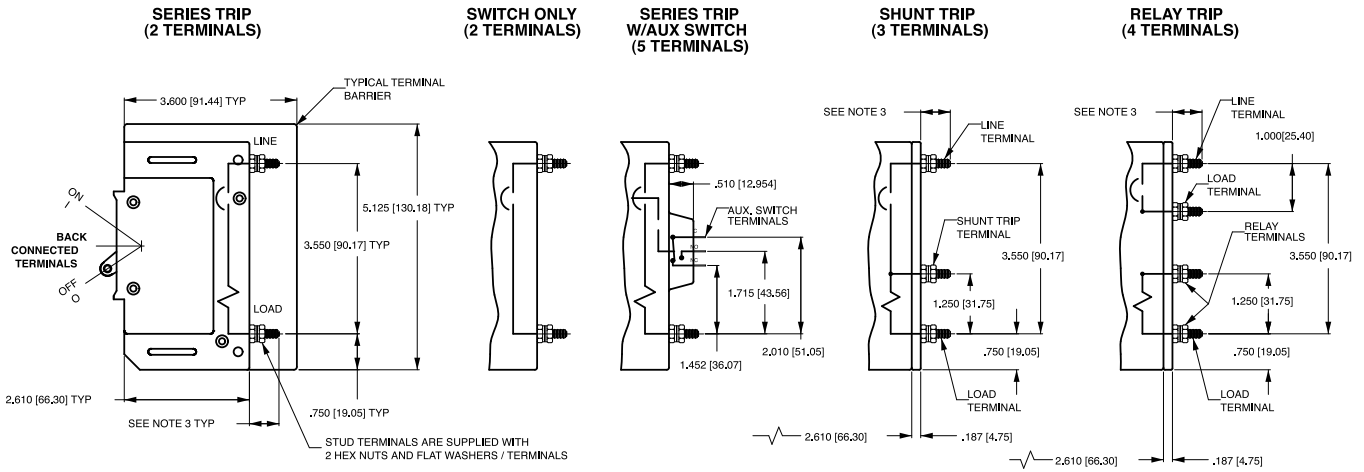 SERIES TRIP
(2 TERMINALS)
SWITCH ONLY
(2 TERMINALS)
SERIES TRIP
W/AUX SWITCH
(5 TERMINALS)
SHUNT TRIP
(3 TERMINALS)
RELAY TRIP
(4 TERMINALS)
TYPICAL TERMINAL
BARRIER
3.600 [91.44] TYP
LINE
5.125 [130.18] TYP
3.550 [90.17] TYP
ON
I
BACK
CONNECTED
TERMINALS
OFF
O
LOAD
2.610 [66.30] TYP
SEE NOTE 3 TYP
.750 [19.05] TYP
STUD TERMINALS ARE SUPPLIED WITH
2 HEX NUTS AND FLAT WASHERS / TERMINALS
.510 [12.954]
AUX. SWITCH
TERMINALS
C
NO
NC
1.715 [43.56]
2.010 [51.05]
1.452 [36.07]
SEE NOTE 3
LINE
TERMINAL
SHUNT TRIP
TERMINAL
3.550 [90.17]
1.250 [31.75]
.750 [19.05]
LOAD
TERMINAL
2.610 [66.30]
.187 [4.75]
SEE NOTE 3
LINE
TERMINAL
1.000[25.40]
LOAD
TERMINAL
RELAY
TERMINALS
3.550 [90.17]
1.250 [31.75]
.750 [19.05]
LOAD
TERMINAL
2.610 [66.30]
.187 [4.75]